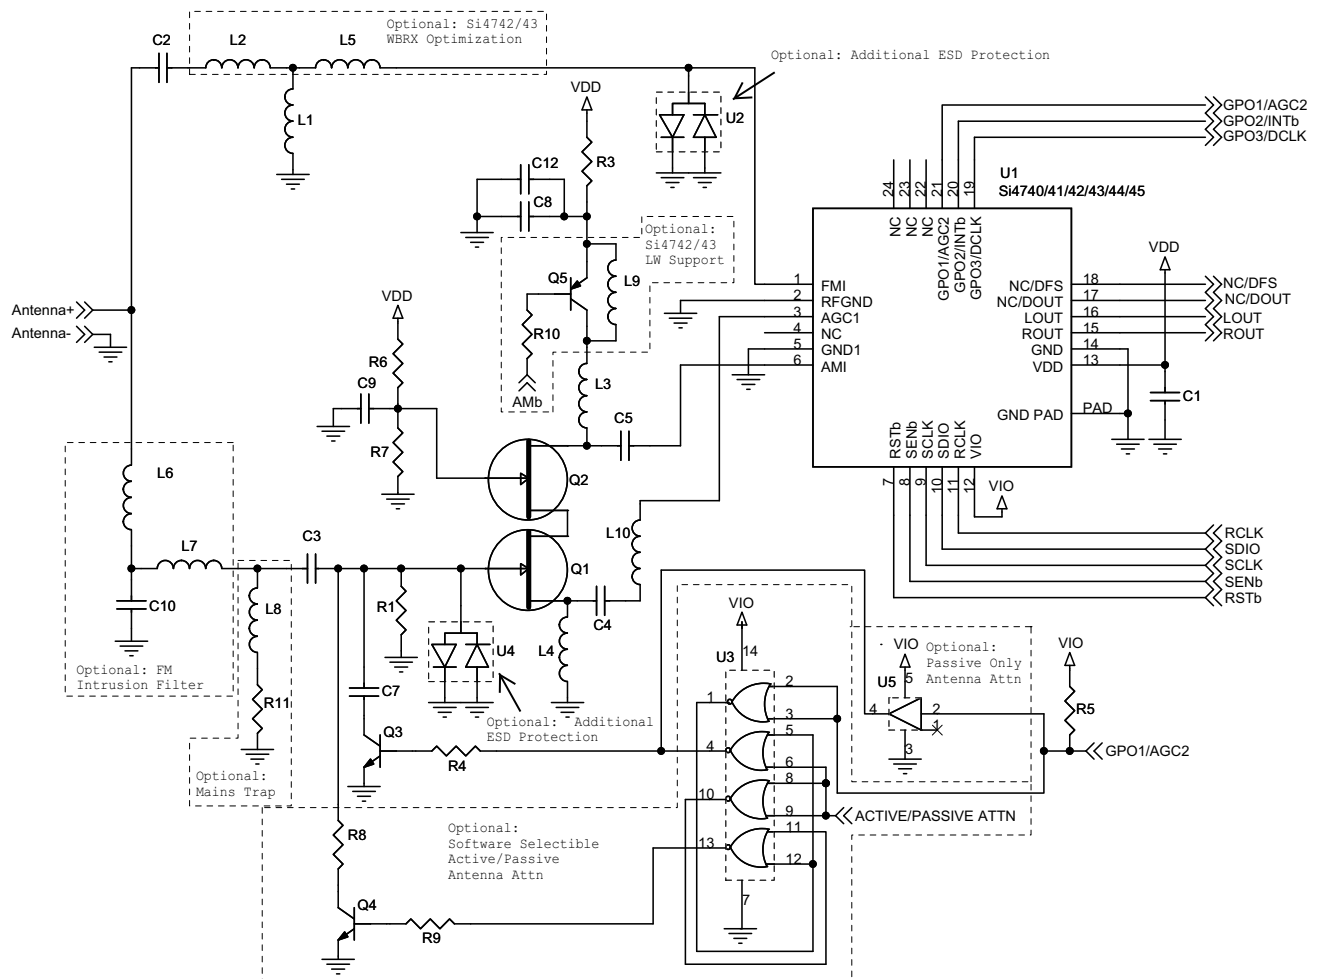 Optional: Si4742/43
WBRX Optimization
C2
L2
L5
L1
Optional: Additional ESD Protection
U2
VDD
R3
C12
C8
Optional:
Si4742/43
LW Support
Q5
L9
R10
AMb
L3
C5
Antenna+
Antenna-
VDD
R6
C9
R7
Q2
Q1
L10
C4
L4
GPO1/AGC2
GPO2/INTb
GPO3/DCLK
U1
Si4740/41/42/43/44/45
24
23
22
21
20
19
NC
NC
NC
GPO1/AGC2
GPO2/INTb
GPO3/DCLK
1
FMI
2
RFGND
3
AGC1
4
NC
5
GND1
6
AMI
NC/DFS
18
NC/DFS
NC/DOUT
17
NC/DOUT
LOUT
16
LOUT
ROUT
15
ROUT
GND
14
VDD
13
GND PAD
PAD
VDD
C1
RSTb
SENb
SCLK
SDIO
RCLK
VIO
7
8
9
10
11
12
VIO
RCLK
SDIO
SCLK
SENb
RSTb
L6
L7
C10
Optional: FM
Intrusion Filter
L8
R11
Optional:
Mains Trap
C3
R1
U4
Optional: Additional
ESD Protection
C7
Q3
R4
R8
Q4
R9
Optional:
Software Selectible
Active/Passive
Antenna Attn
VIO
U3
14
1
2
3
4
5
6
8
10
9
11
13
12
7
ACTIVE/PASSIVE ATTN
VIO
Optional:
Passive Only
Antenna Attn
U5
5
4
2
1
3
VIO
R5
GPO1/AGC2